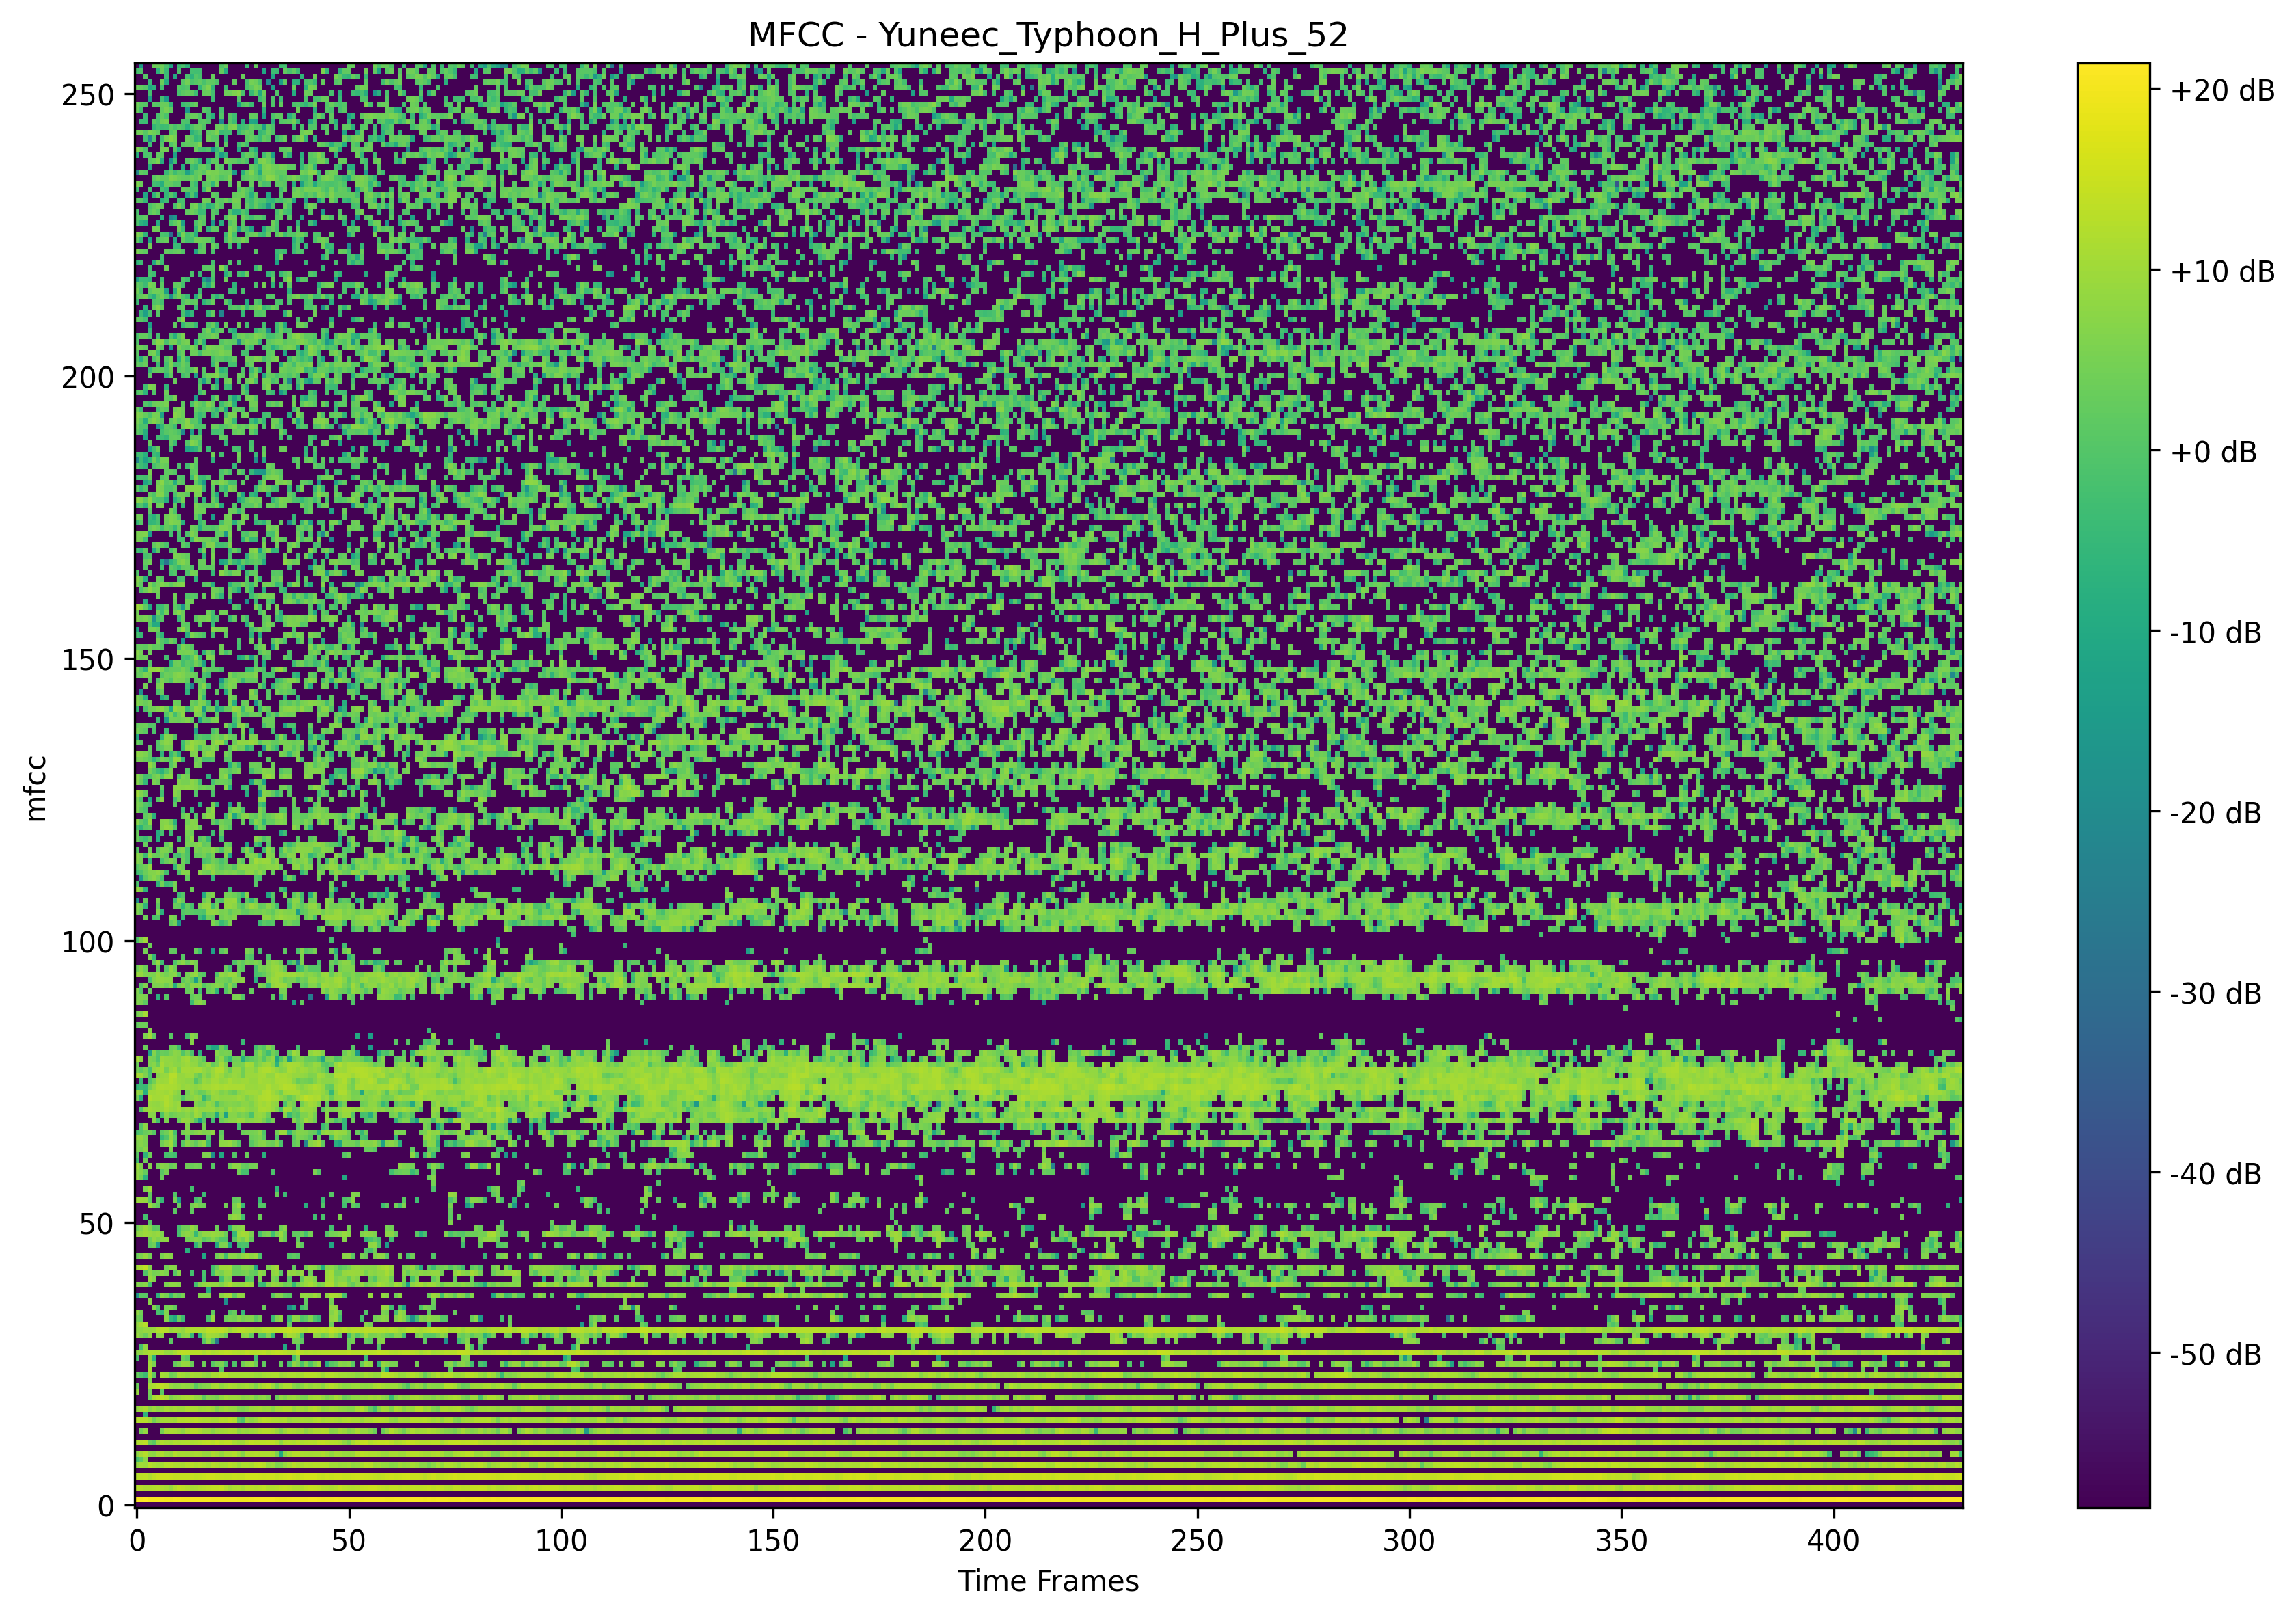 MFCC - Yuneec_Typhoon_H_Plus_52
mfcc
250
200
150
100
50
0
0 50 100 150 200 250 300 350 400
Time Frames
+20 dB
+10 dB
+0 dB
-10 dB
-20 dB
-30 dB
-40 dB
-50 dB